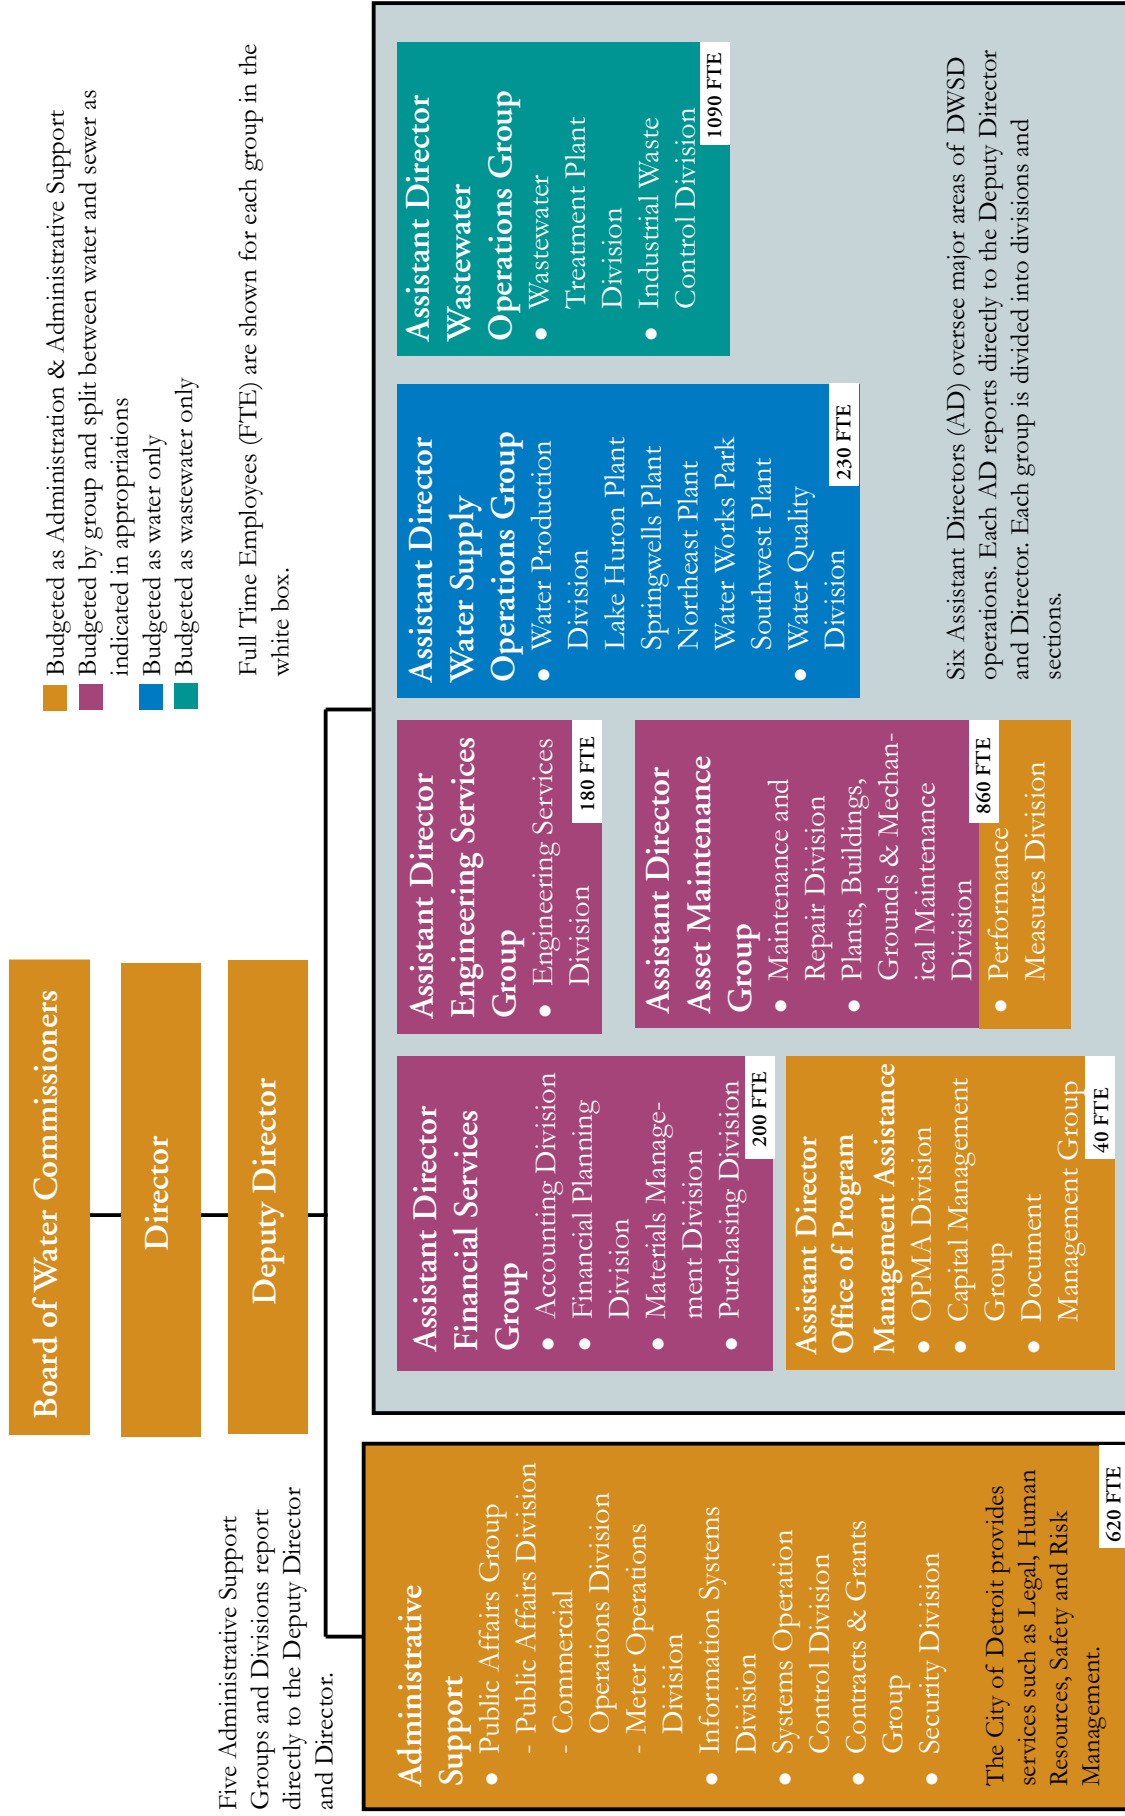 Board of Water Commissioners
Director
Deputy Director
Budgeted as Administration & Administrative Support
Budgeted by group and split between water and sewer as
indicated in appropriations
Budgeted as water only
Budgeted as wastewater only
Full Time Employees (FTE) are shown for each group in the
white box.
Five Administrative Support
Groups and Divisions report
directly to the Deputy Director
and Director.
Administrative
Support
• Public Affairs Group
- Public Affairs Division
- Commercial
Operations Division
- Meter Operations
Division
• Information Systems
Division
• Systems Operation
Control Division
• Contracts & Grants
Group
• Security Division
The City of Detroit provides
services such as Legal, Human
Resources, Safety and Risk
Management.
620 FTE
Assistant Director
Financial Services
Group
• Accounting Division
• Financial Planning
Division
• Materials Manage-
ment Division
• Purchasing Division
200 FTE
Assistant Director
Office of Program
Management Assistance
• OPMA Division
• Capital Management
Group
• Document
Management Group
40 FTE
Assistant Director
Engineering Services
Group
• Engineering Services
Division
180 FTE
Assistant Director
Asset Maintenance
Group
• Maintenance and
Repair Division
• Plants, Buildings,
Grounds & Mechan-
ical Maintenance
Division
860 FTE
• Performance
Measures Division
Assistant Director
Water Supply
Operations Group
• Water Production
Division
Lake Huron Plant
Springwells Plant
Northeast Plant
Water Works Park
Southwest Plant
• Water Quality
Division
230 FTE
Assistant Director
Wastewater
Operations Group
• Wastewater
Treatment Plant
Division
• Industrial Waste
Control Division
1090 FTE
Six Assistant Directors (AD) oversee major areas of DWSD
operations. Each AD reports directly to the Deputy Director
and Director. Each group is divided into divisions and
sections.